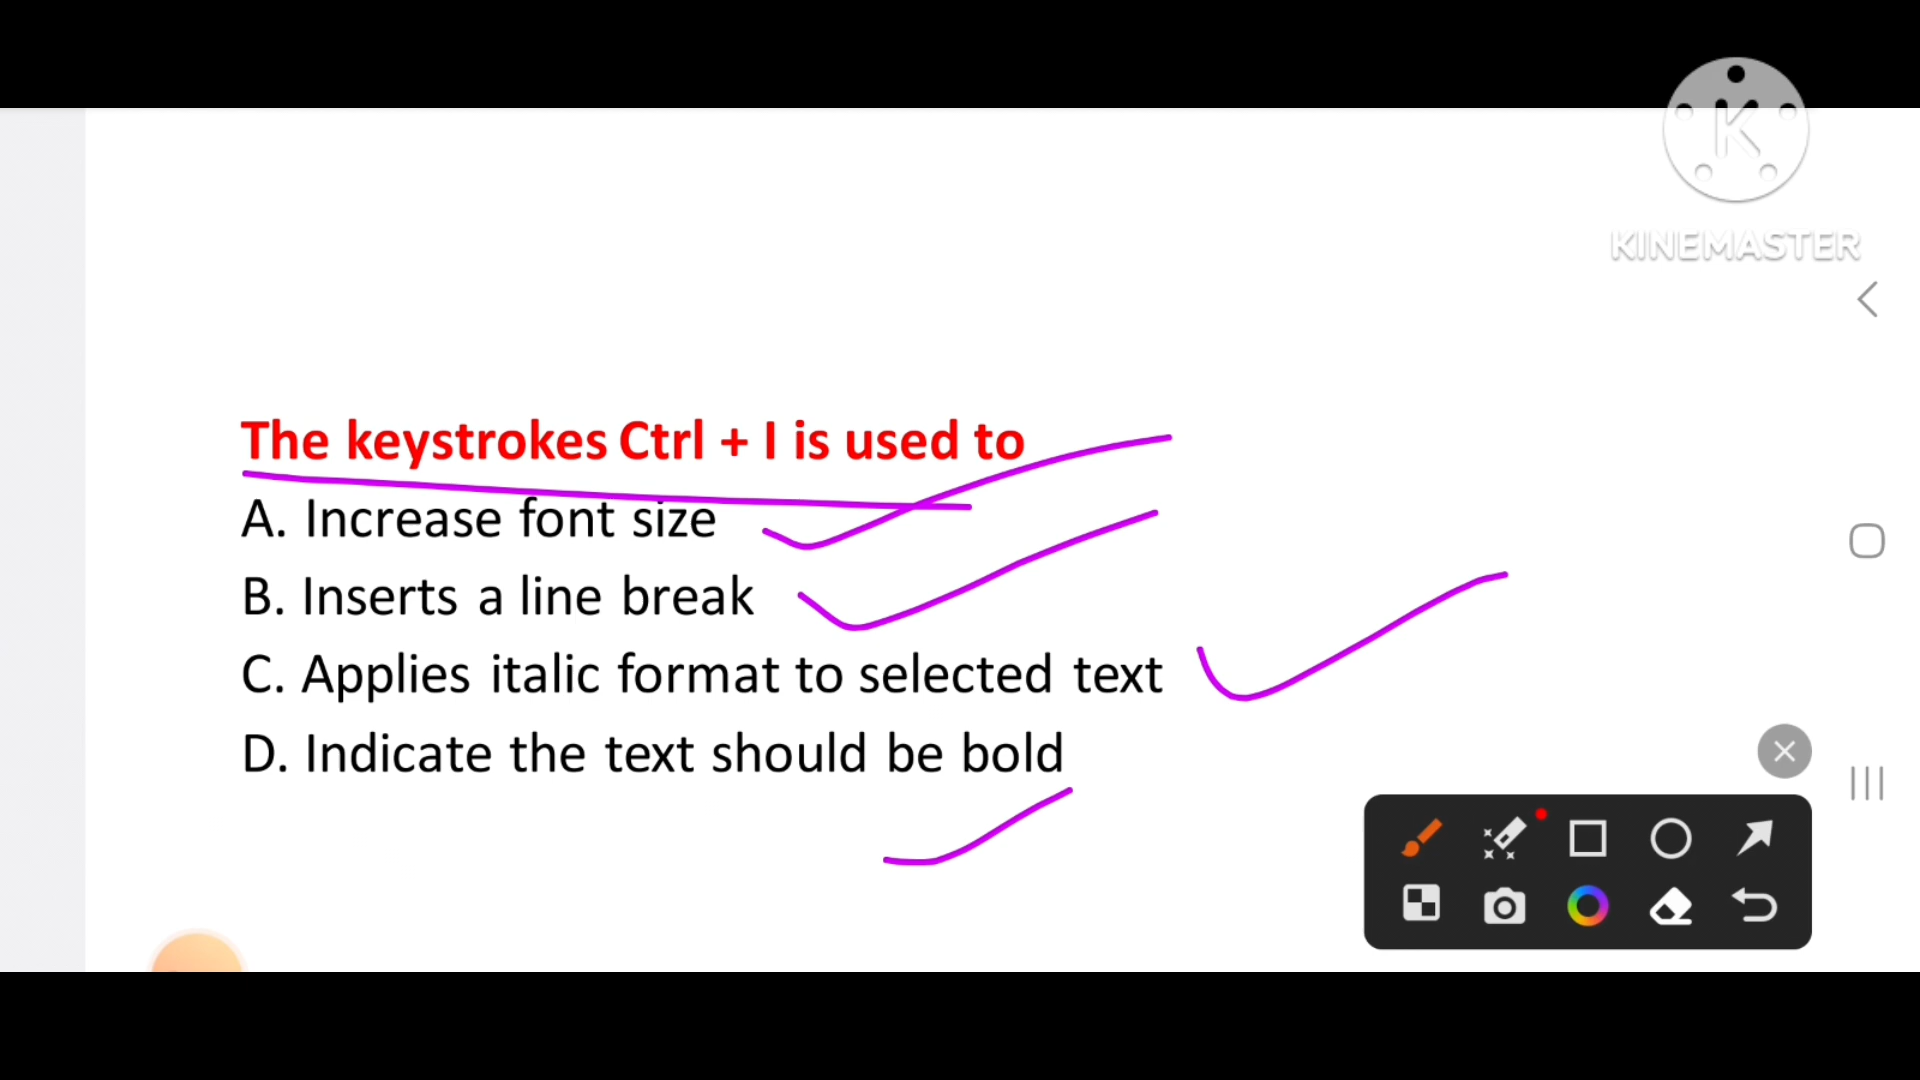 K
KINEMASTER
The keystrokes Ctrl + I is used to
A. Increase font size
B. Inserts a line break
C. Applies italic format to selected text
D. Indicate the text should be bold